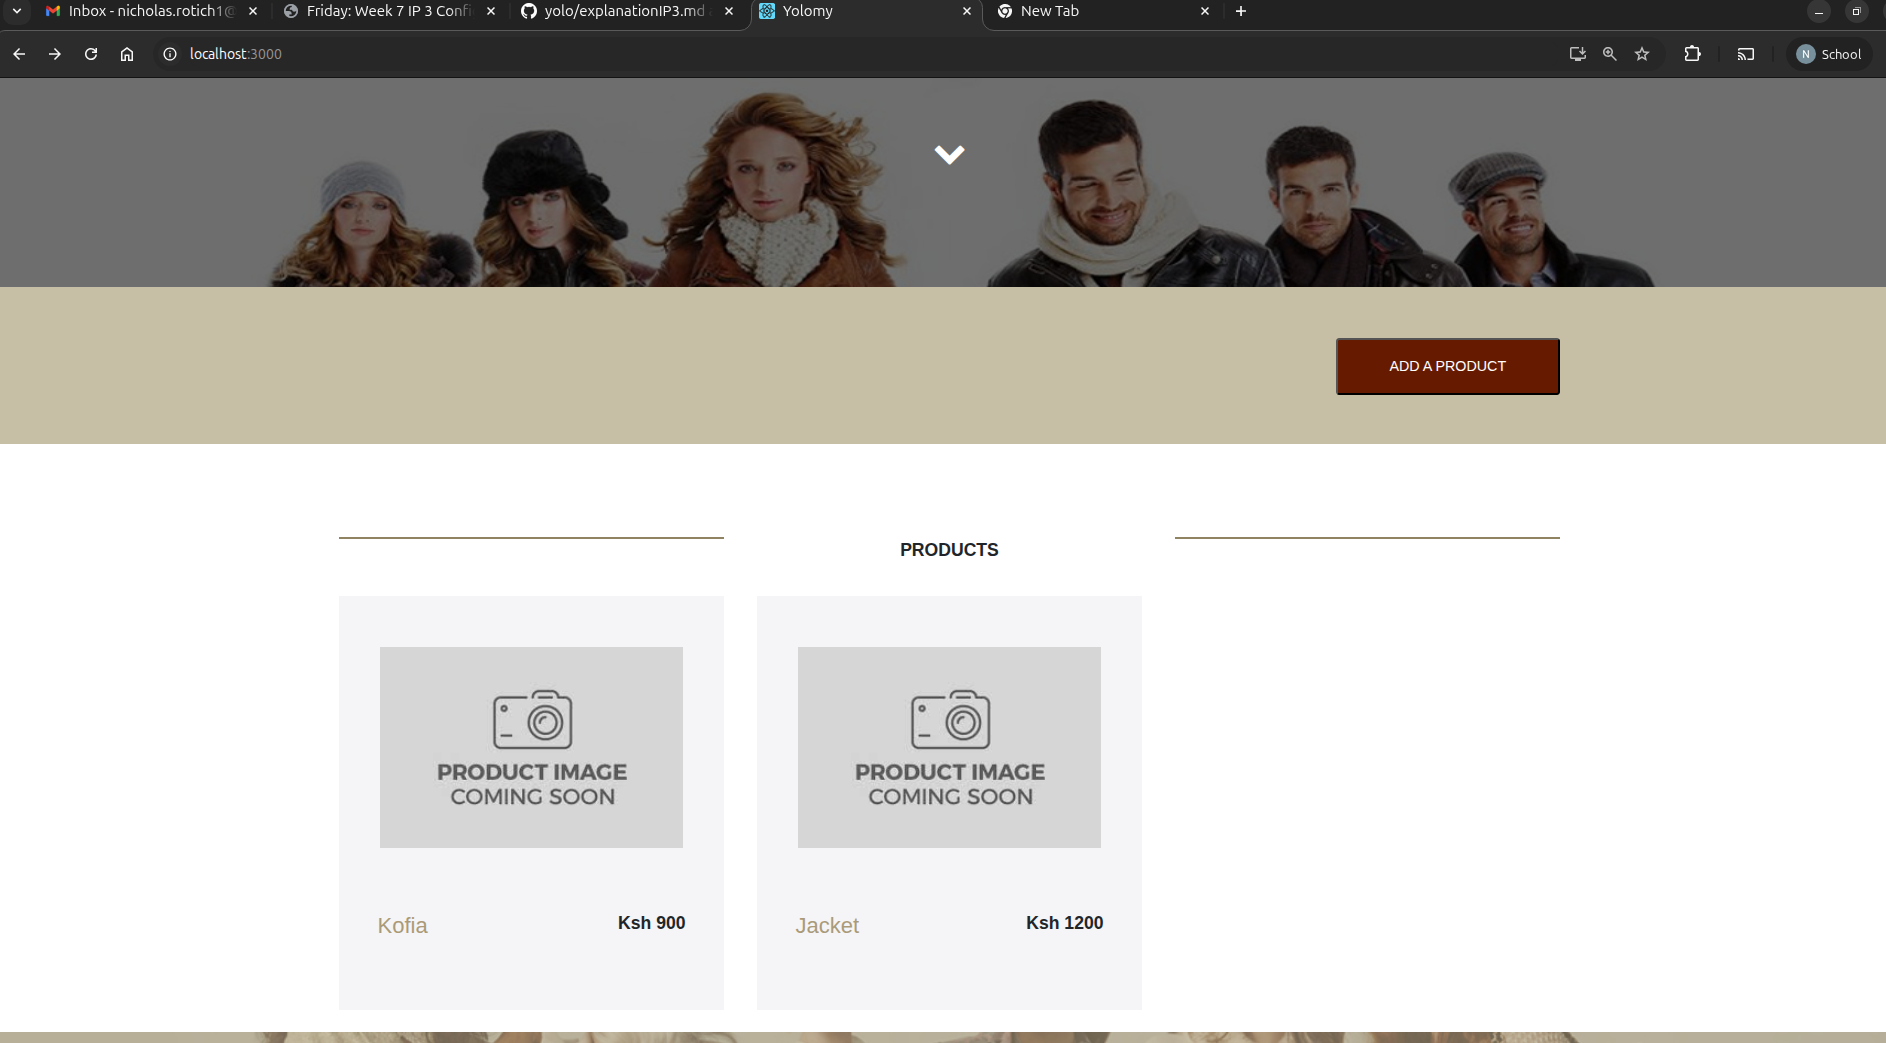 Inbox - nicholas.rotich1@
Friday: Week 7 IP 3 Confi
yolo/explanationIP3.md
Yolomy
New Tab
localhost:3000
N School
ADD A PRODUCT
PRODUCTS
PRODUCT IMAGE
COMING SOON
Kofia
Ksh 900
PRODUCT IMAGE
COMING SOON
Jacket
Ksh 1200